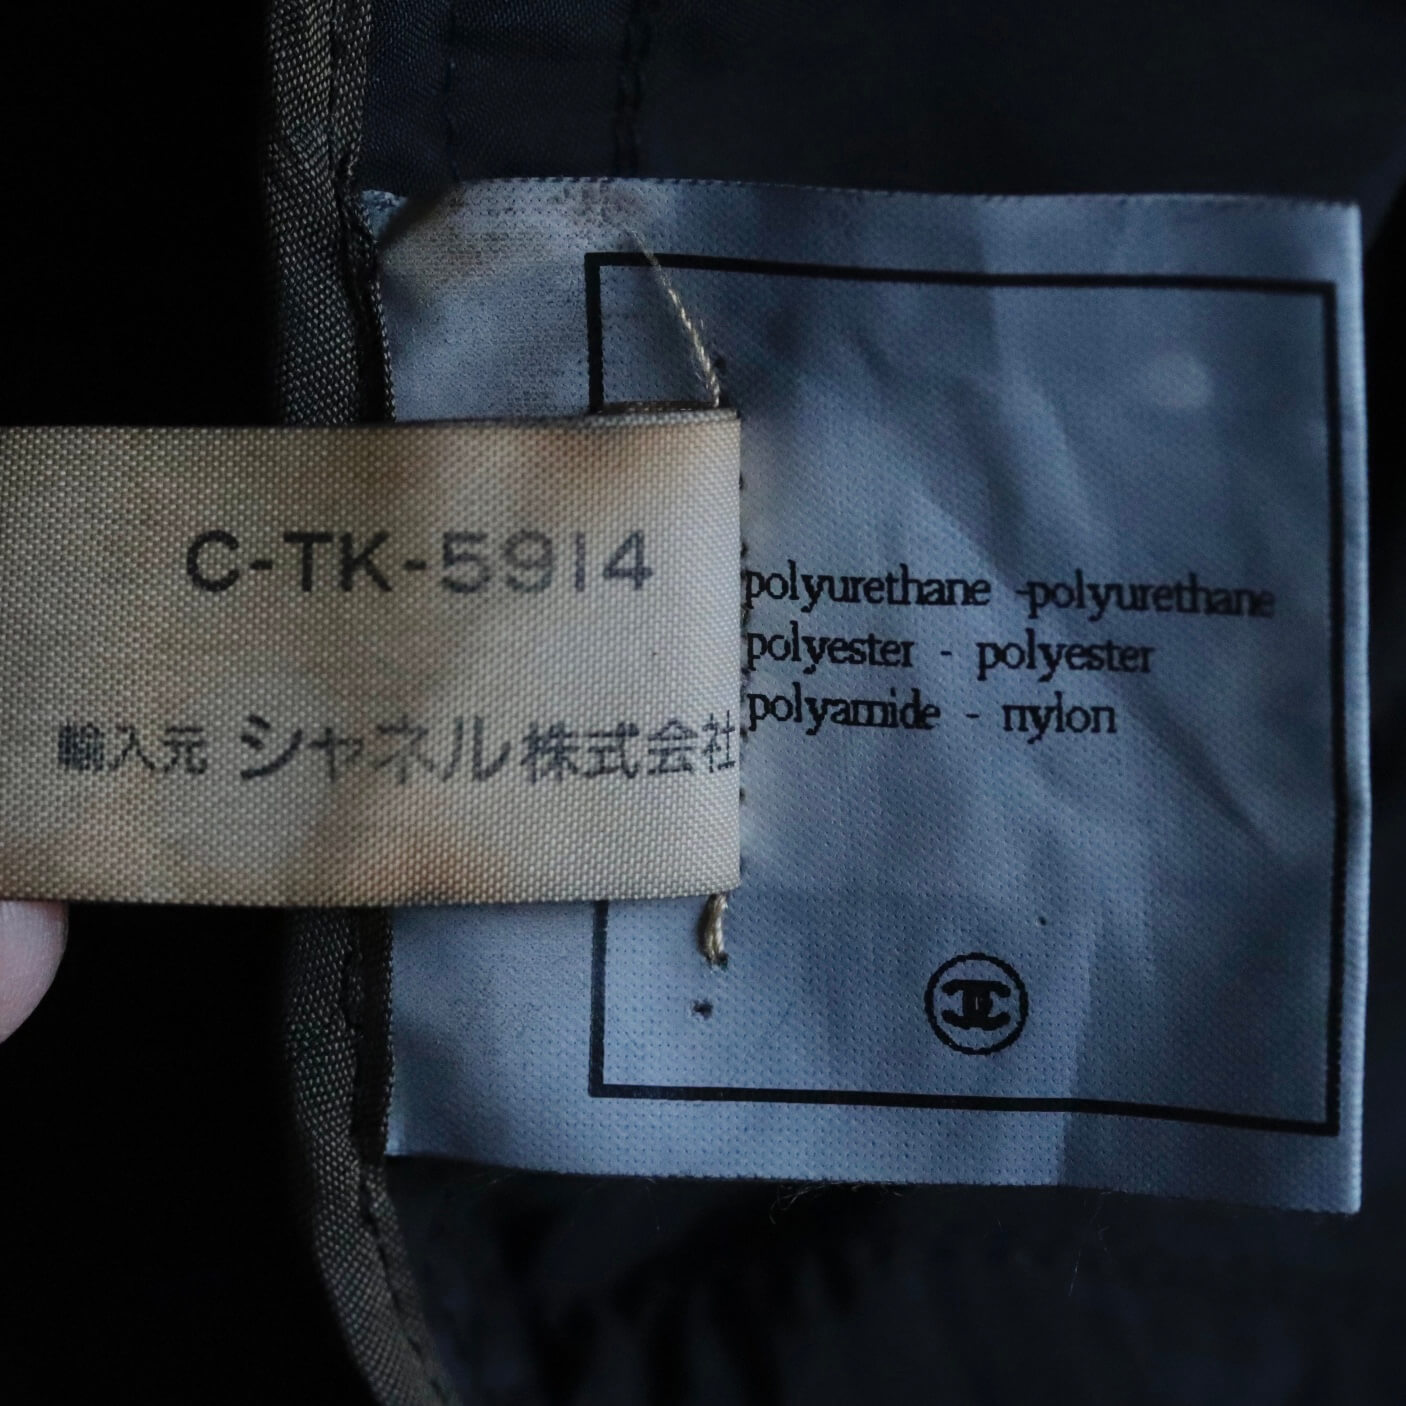 C-TK-5914
輸入元 シャネル株式会社
polyurethane -polyurethane
polyester - polyester
polyamide - nylon